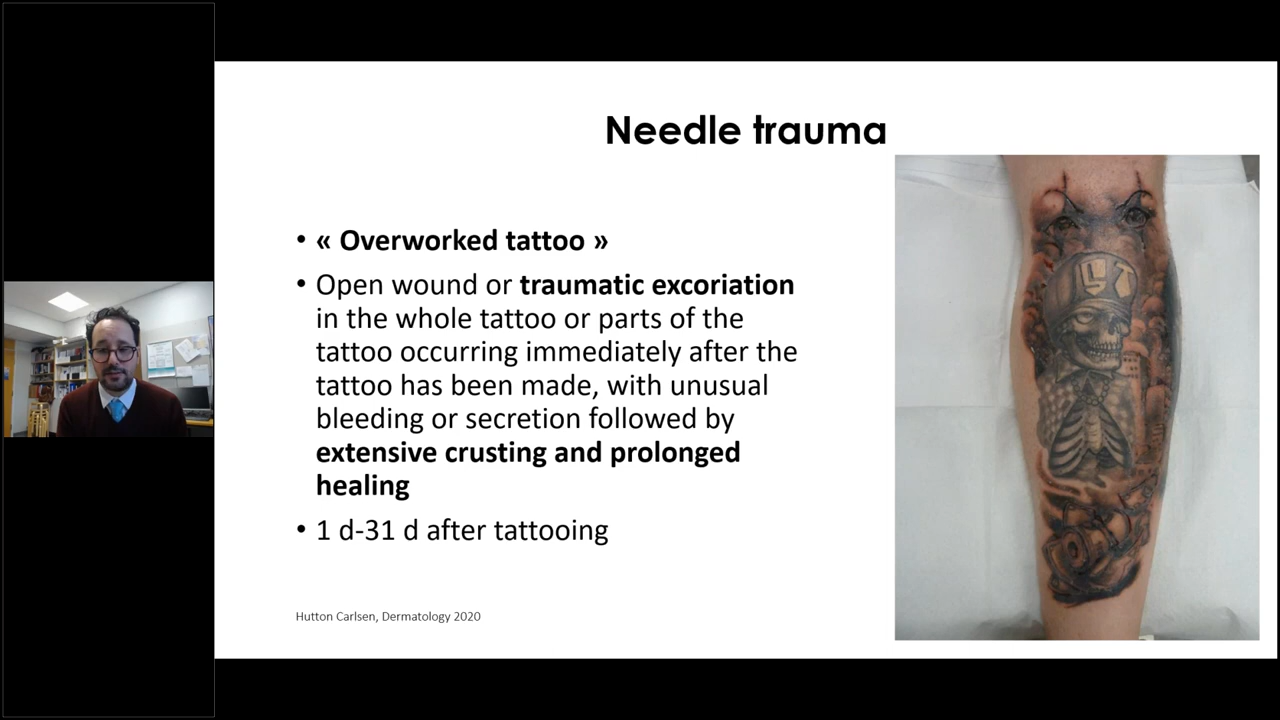 Needle trauma
• « Overworked tattoo »
• Open wound or traumatic excoriation
in the whole tattoo or parts of the
tattoo occurring immediately after the
tattoo has been made, with unusual
bleeding or secretion followed by
extensive crusting and prolonged
healing
• 1 d-31 d after tattooing
Hutton Carlsen, Dermatology 2020